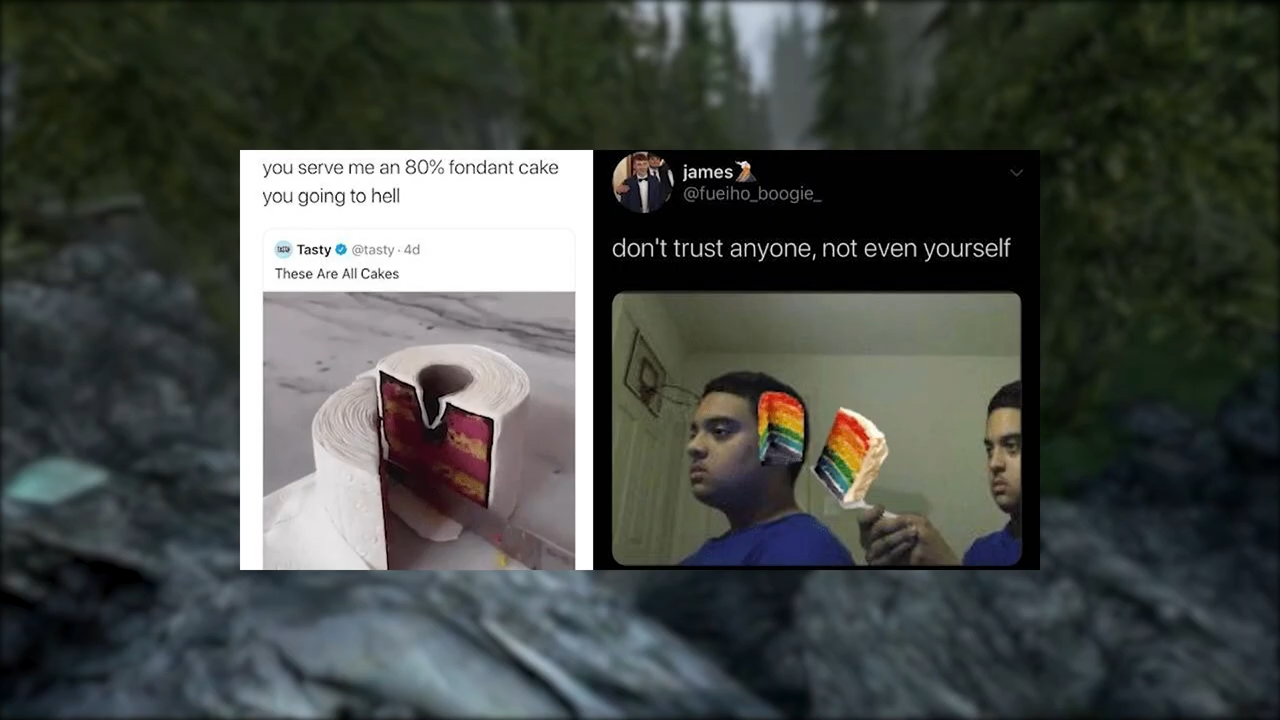 you serve me an 80% fondant cake
you going to hell
Tasty @tasty · 4d
These Are All Cakes
james
@fueiho_boogie_
don't trust anyone, not even yourself